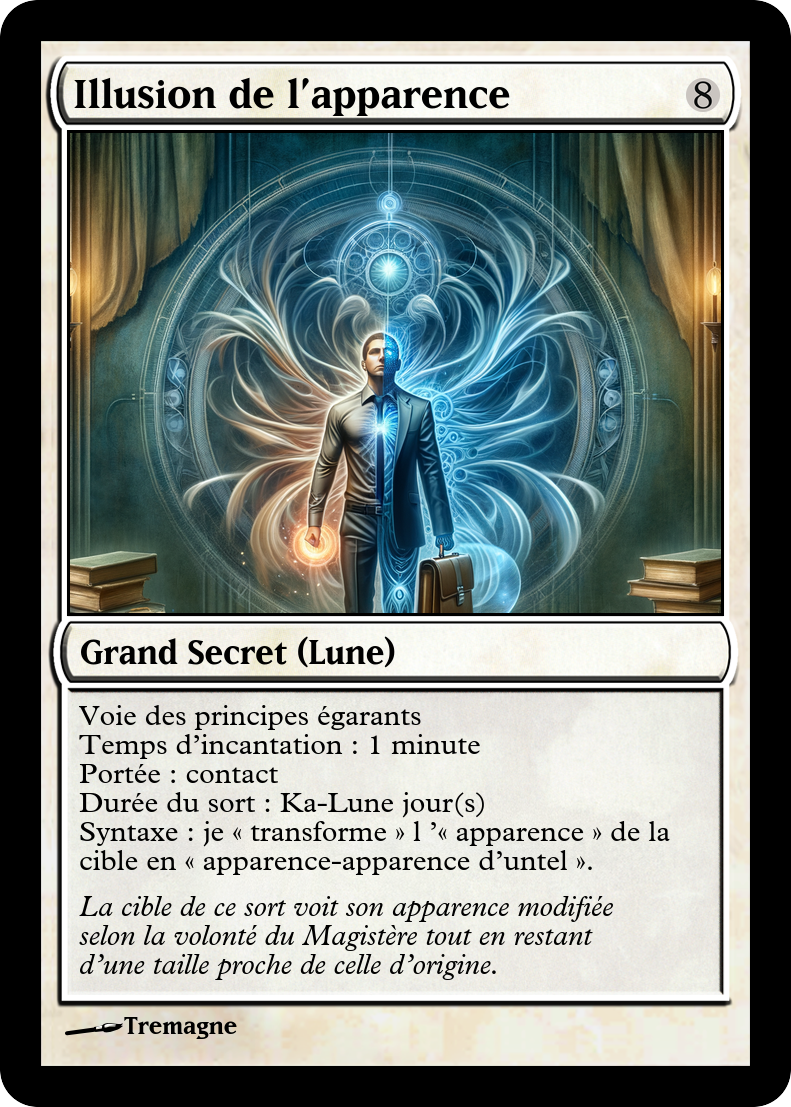 Illusion de l'apparence
8
Grand Secret (Lune)
Voie des principes égarants
Temps d'incantation : 1 minute
Portée : contact
Durée du sort : Ka-Lune jour(s)
Syntaxe : je « transforme » l '« apparence » de la
cible en « apparence-apparence d'untel ».
La cible de ce sort voit son apparence modifiée
selon la volonté du Magistère tout en restant
d'une taille proche de celle d'origine.
Tremagne